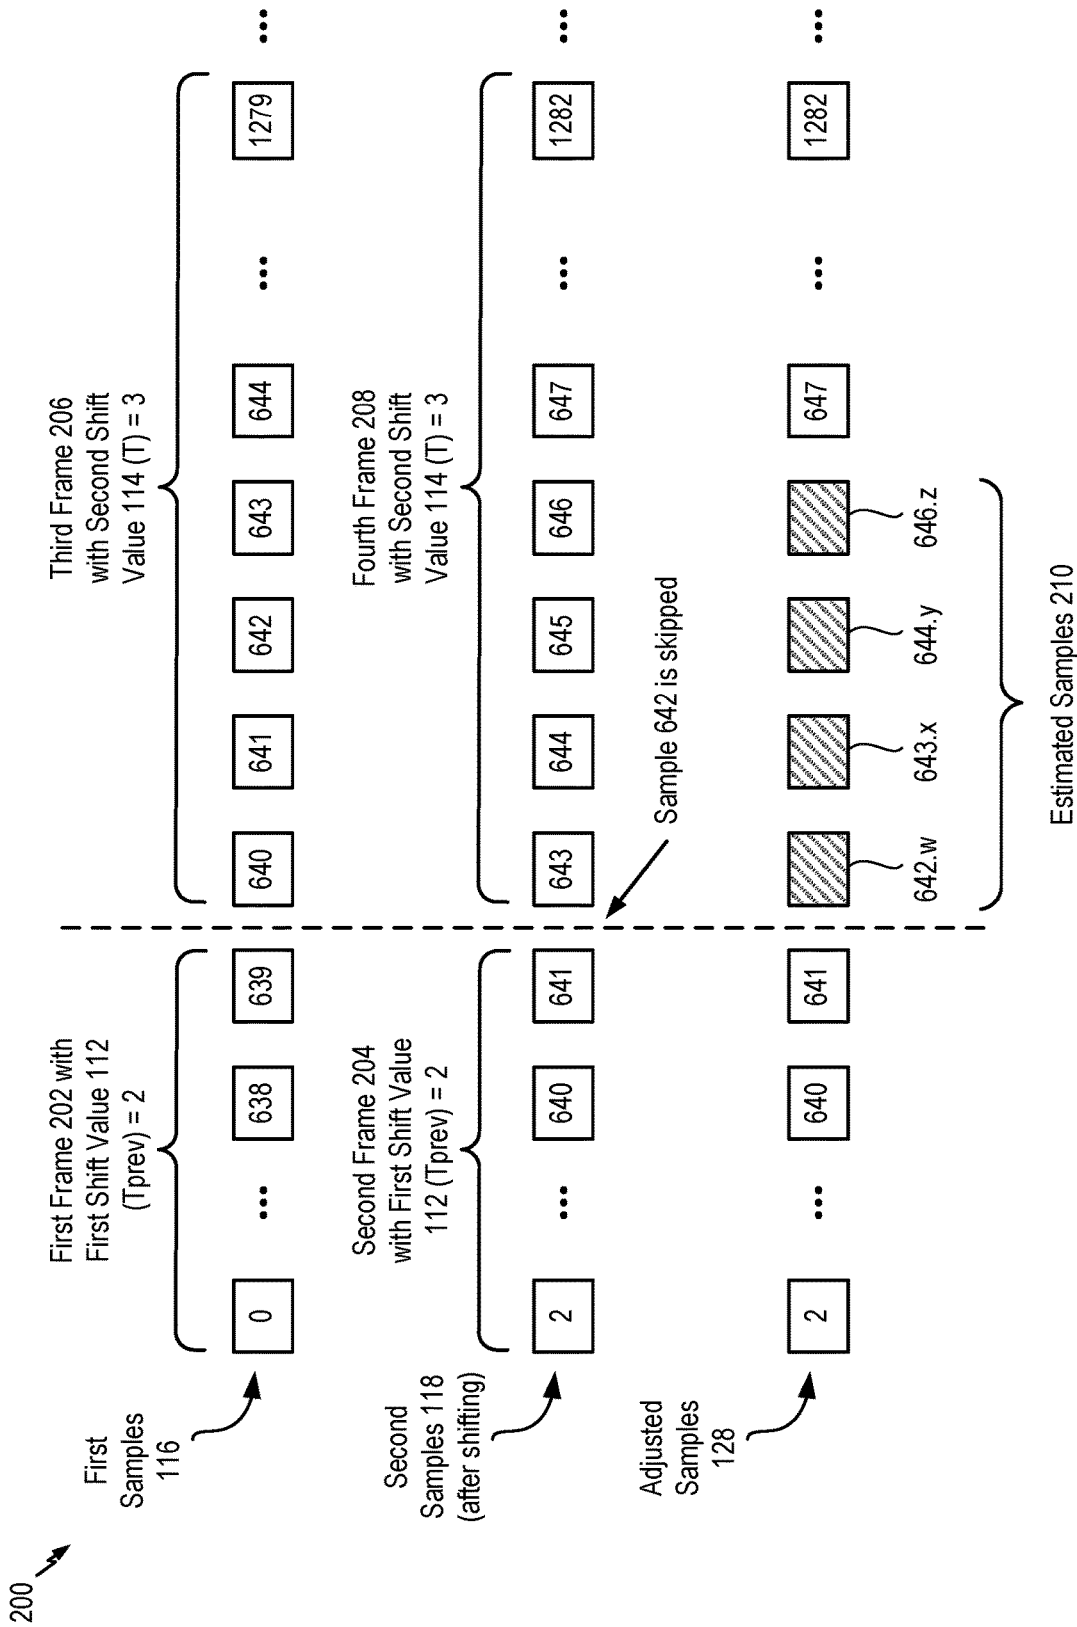 200
First Frame 202 with
First Shift Value 112
(Tprev) = 2
Third Frame 206
with Second Shift
Value 114 (T) = 3
First
Samples
116
0
...
638
639
640
641
642
643
644
...
1279
...
Second Frame 204
with First Shift Value
112 (Tprev) = 2
Fourth Frame 208
with Second Shift
Value 114 (T) = 3
Second
Samples 118
(after shifting)
2
...
640
641
643
644
645
646
647
...
1282
...
Sample 642 is skipped
Adjusted
Samples
128
2
...
640
641
647
...
1282
...
642.w
643.x
644.y
646.z
Estimated Samples 210